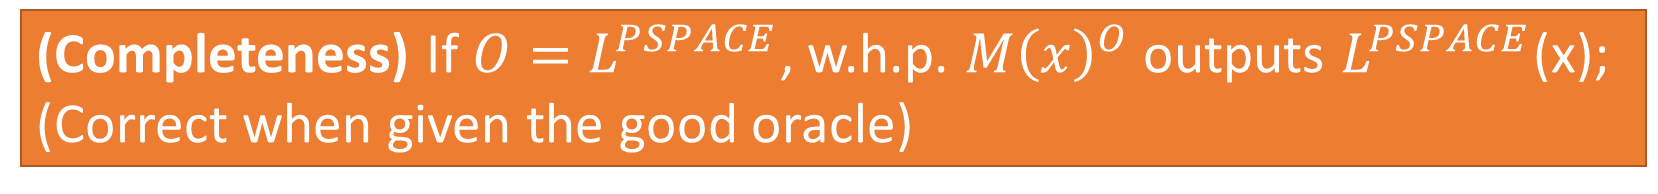 (Completeness) If $O = L^{PSPACE}$, w.h.p. $M(x)^O$ outputs $L^{PSPACE}$(x);
(Correct when given the good oracle)